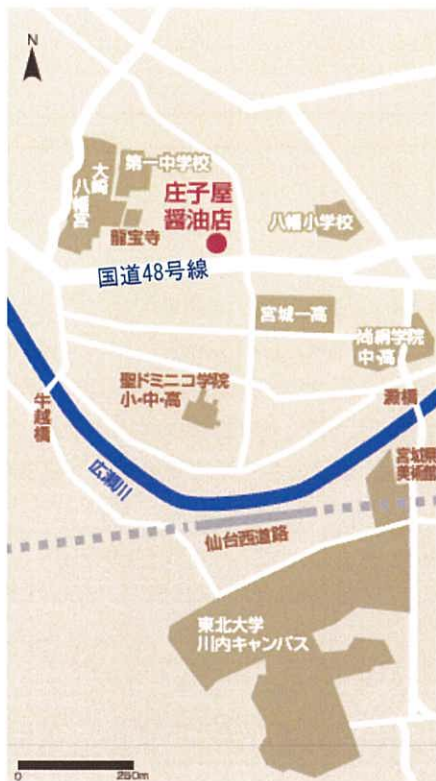 N
第一中学校
大崎
八幡宮
庄子屋
醤油店
八幡小学校
龍宝寺
国道48号線
宮城一高
尚絅学院
中・高
聖ドミニコ学院
小・中・高
牛越橋
澱橋
広瀬川
宮城県
美術館
仙台西道路
東北大学
川内キャンパス
0
250m